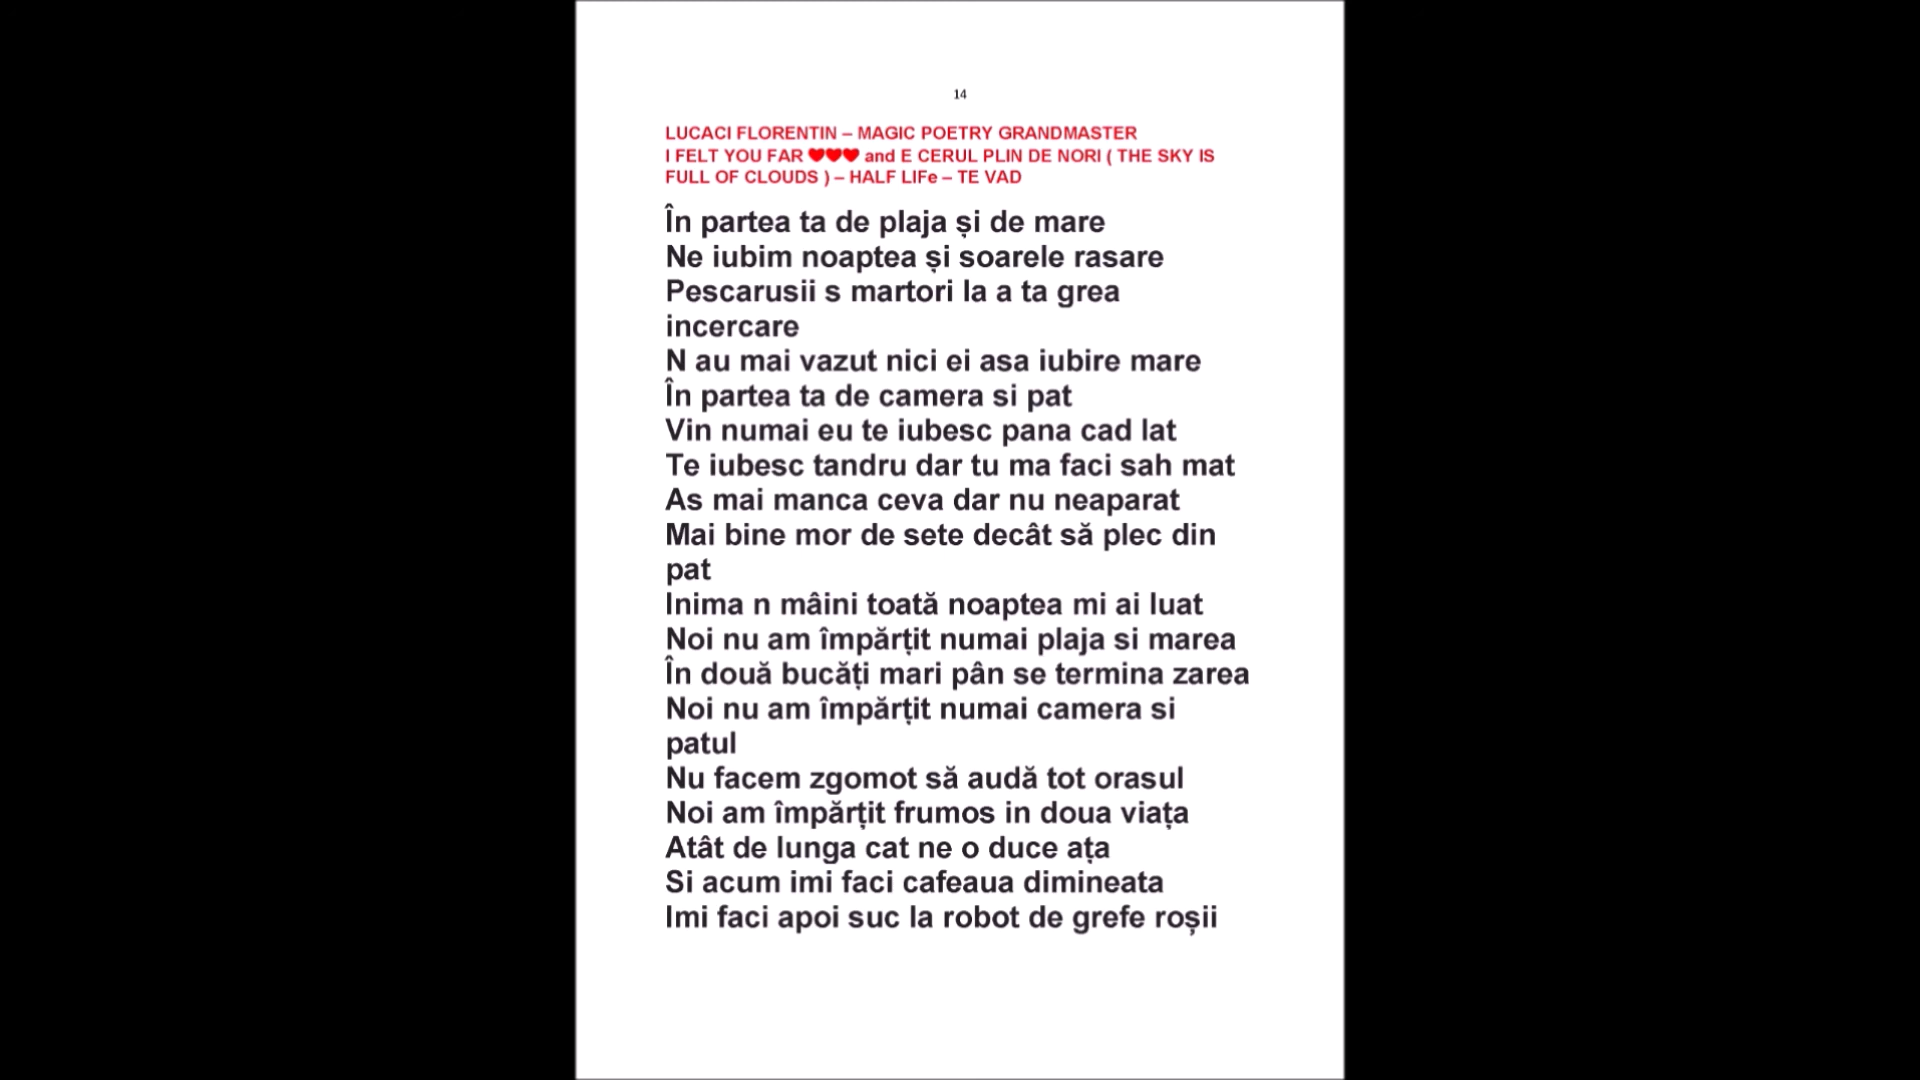 14
LUCACI FLORENTIN – MAGIC POETRY GRANDMASTER
I FELT YOU FAR ❤❤❤ and E CERUL PLIN DE NORI ( THE SKY IS
FULL OF CLOUDS ) – HALF LIFe – TE VAD
În partea ta de plaja și de mare
Ne iubim noaptea și soarele rasare
Pescarusii s martori la a ta grea
incercare
N au mai vazut nici ei asa iubire mare
În partea ta de camera si pat
Vin numai eu te iubesc pana cad lat
Te iubesc tandru dar tu ma faci sah mat
As mai manca ceva dar nu neaparat
Mai bine mor de sete decât să plec din
pat
Inima n mâini toată noaptea mi ai luat
Noi nu am împărțit numai plaja si marea
În două bucăți mari pân se termina zarea
Noi nu am împărțit numai camera si
patul
Nu facem zgomot să audă tot orasul
Noi am împărțit frumos in doua viața
Atât de lunga cat ne o duce ața
Si acum imi faci cafeaua dimineata
Imi faci apoi suc la robot de grefe roșii